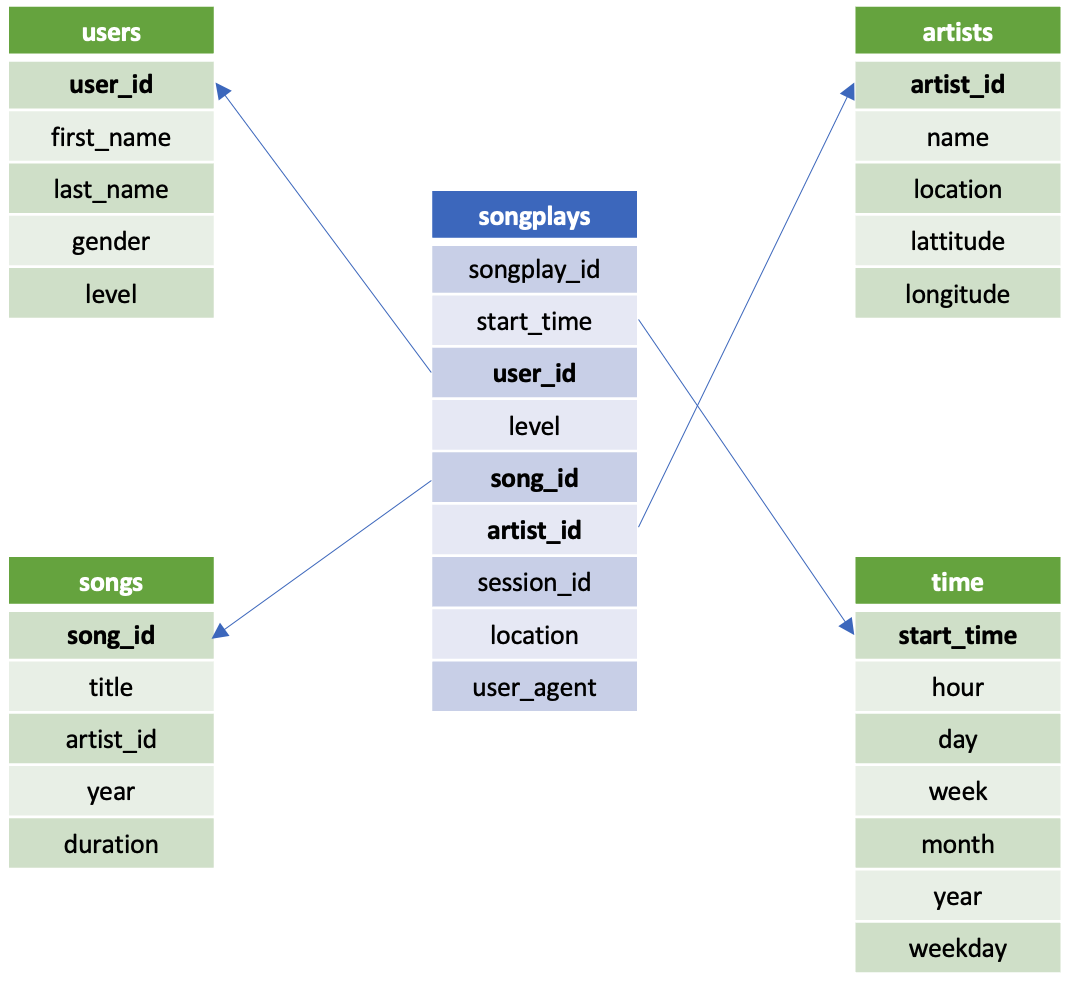 users
user_id
first_name
last_name
gender
level
artists
artist_id
name
location
lattitude
longitude
songplays
songplay_id
start_time
user_id
level
song_id
artist_id
session_id
location
user_agent
songs
song_id
title
artist_id
year
duration
time
start_time
hour
day
week
month
year
weekday